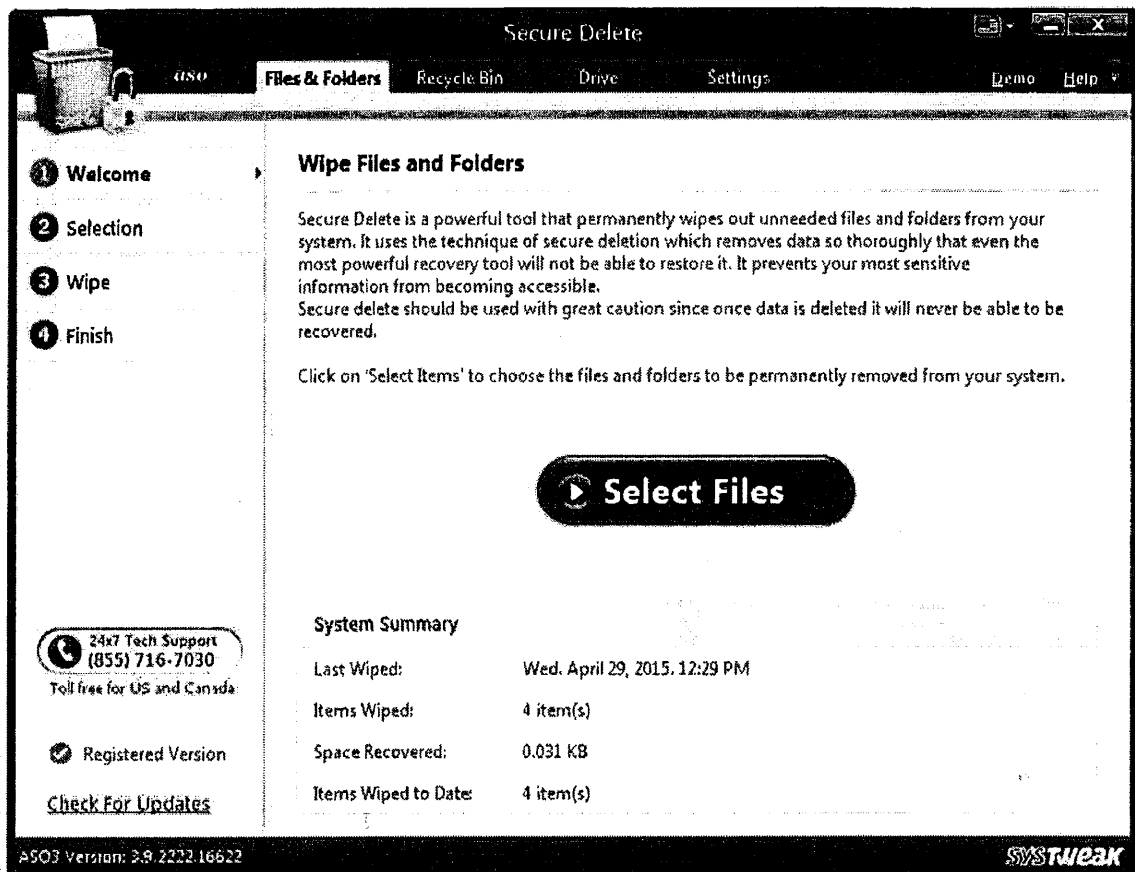 Secure Delete
aso
Files & Folders
Recycle Bin
Drive
Settings
Demo
Help
1 Welcome
2 Selection
3 Wipe
4 Finish
Wipe Files and Folders
Secure Delete is a powerful tool that permanently wipes out unneeded files and folders from your
system. It uses the technique of secure deletion which removes data so thoroughly that even the
most powerful recovery tool will not be able to restore it. It prevents your most sensitive
information from becoming accessible.
Secure delete should be used with great caution since once data is deleted it will never be able to be
recovered.
Click on 'Select Items' to choose the files and folders to be permanently removed from your system.
Select Files
24x7 Tech Support
(855) 716-7030
Toll free for US and Canada
Registered Version
Check For Updates
System Summary
Last Wiped: Wed. April 29, 2015. 12:29 PM
Items Wiped: 4 item(s)
Space Recovered: 0.031 KB
Items Wiped to Date: 4 item(s)
ASO3 Version: 3.9.2222.16622
SYSTweak